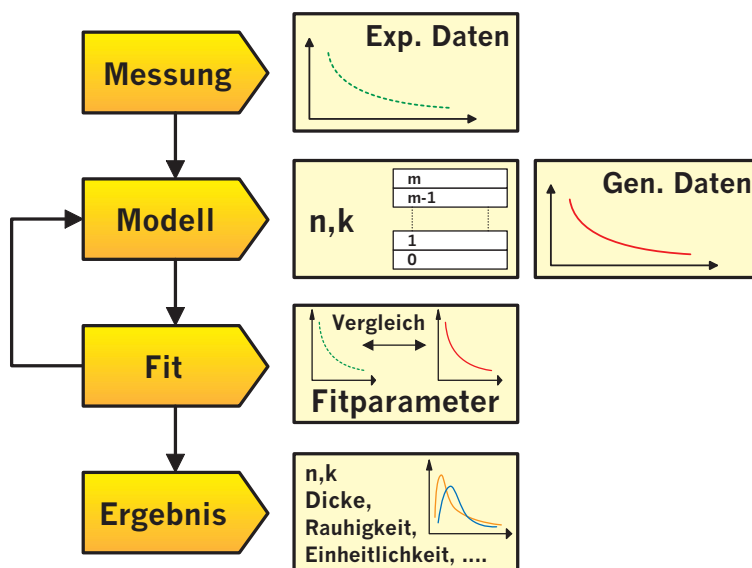 Messung
Exp. Daten
Modell
n,k
m
m-1
1
0
Gen. Daten
Fit
Vergleich
Fitparameter
Ergebnis
n,k
Dicke,
Rauhigkeit,
Einheitlichkeit, ....